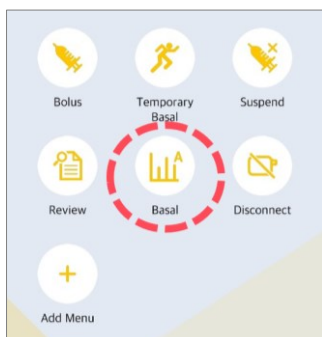 Bolus
Temporary
Basal
Suspend
A
Review
Basal
Disconnect
Add Menu